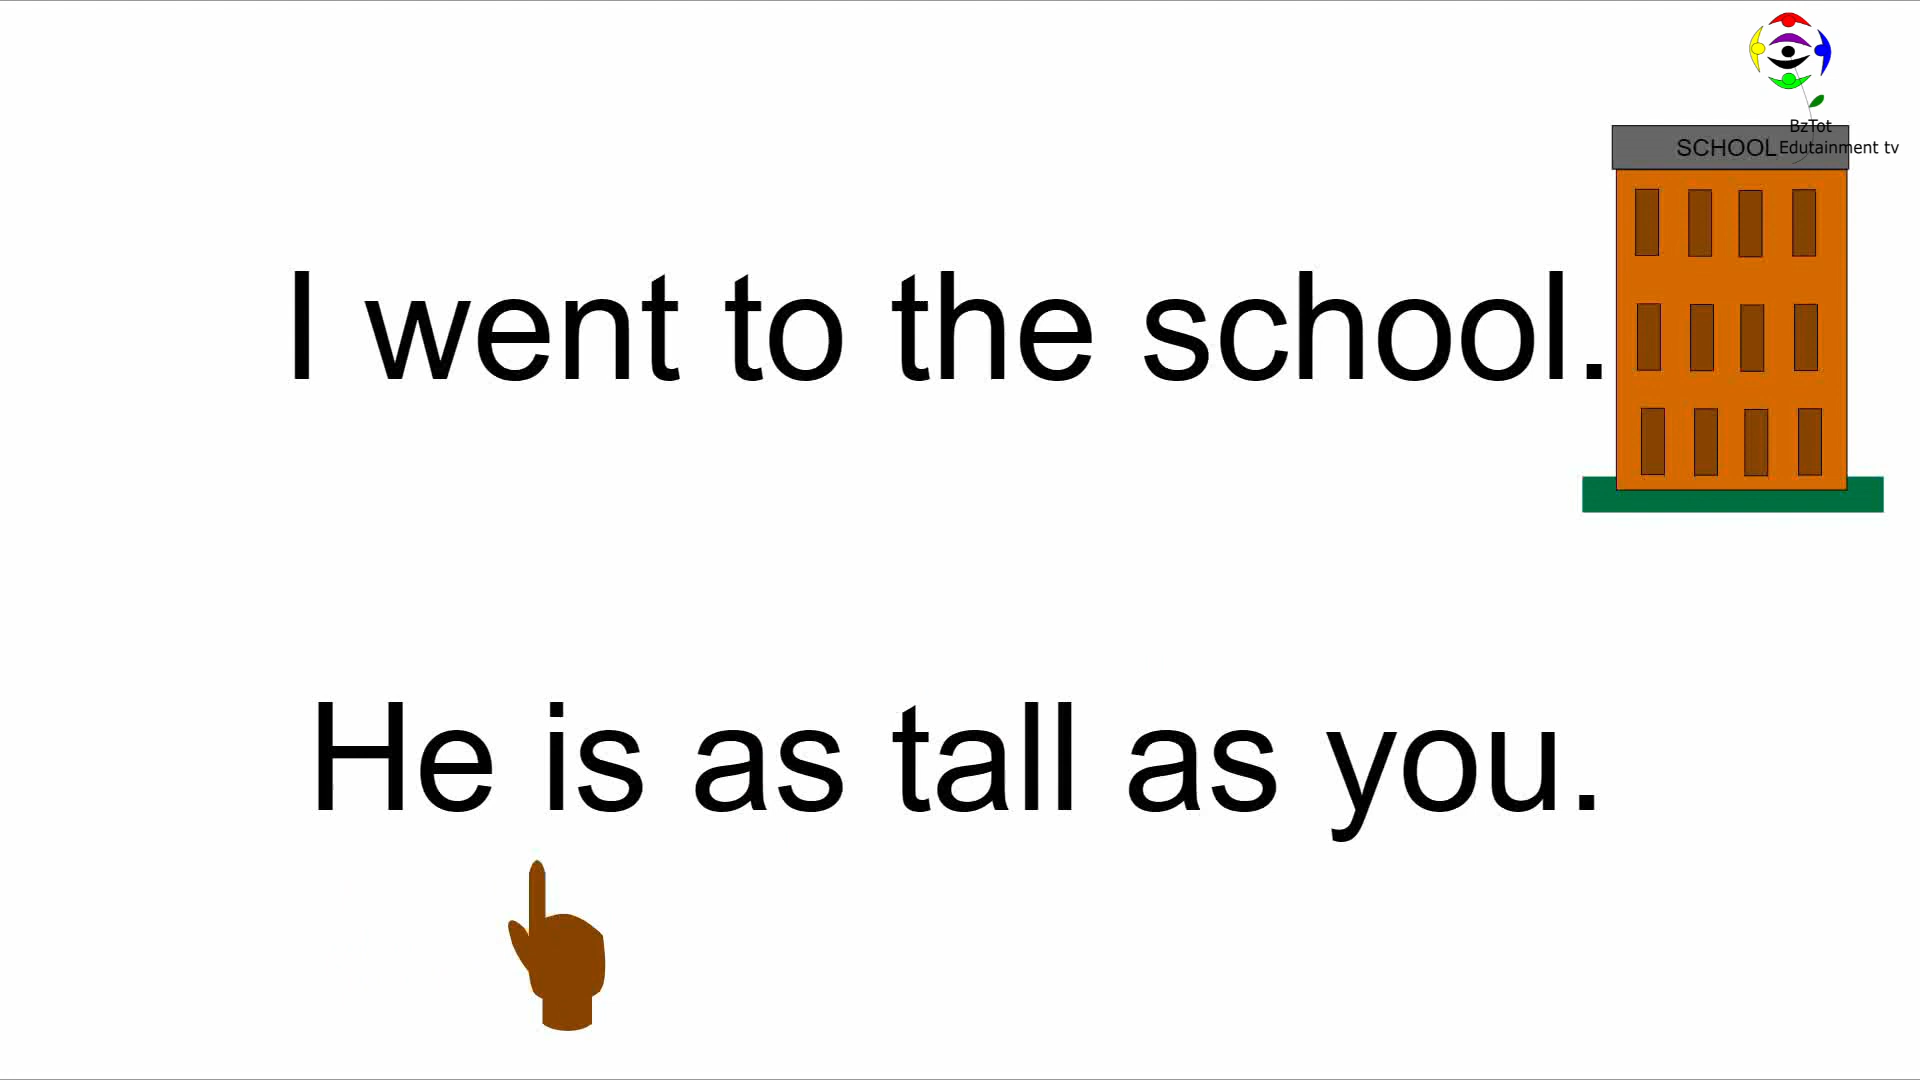 BzTot
SCHOOL Edutainment tv
I went to the school.
He is as tall as you.